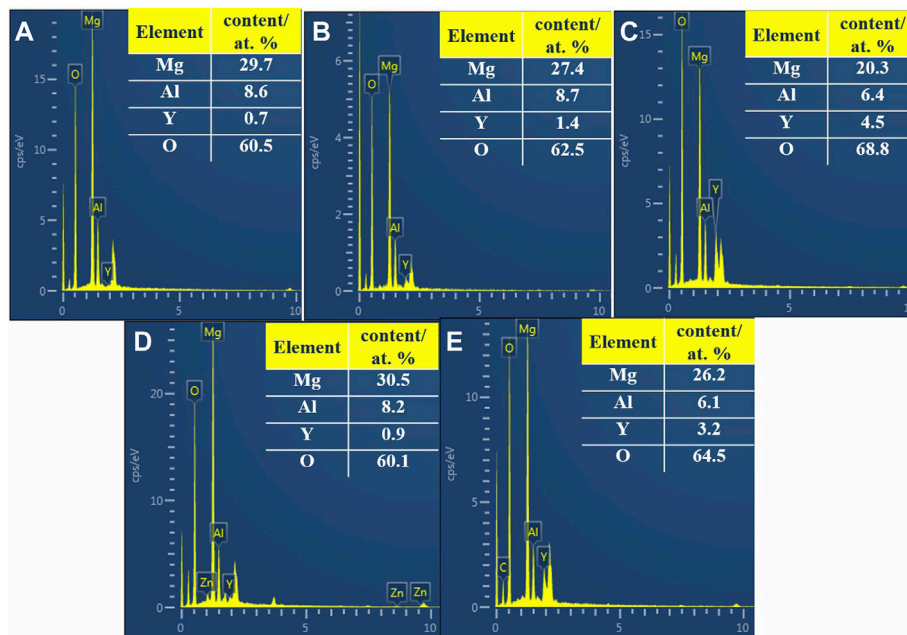 A
Mg
O
Al
Y
15
10
5
0
cps/eV
0
5
10
Element content/ at. %
Mg 29.7
Al 8.6
Y 0.7
O 60.5
B
Mg
O
Al
Y
6
4
2
0
cps/eV
0
5
10
Element content/ at. %
Mg 27.4
Al 8.7
Y 1.4
O 62.5
C
O
Mg
Al
Y
15
10
5
0
cps/eV
0
5
10
Element content/ at. %
Mg 20.3
Al 6.4
Y 4.5
O 68.8
D
Mg
O
Al
Zn
Y
Zn
Zn
20
10
0
cps/eV
0
5
10
Element content/ at. %
Mg 30.5
Al 8.2
Y 0.9
O 60.1
E
Mg
O
Al
Y
C
10
5
0
cps/eV
0
5
10
Element content/ at. %
Mg 26.2
Al 6.1
Y 3.2
O 64.5